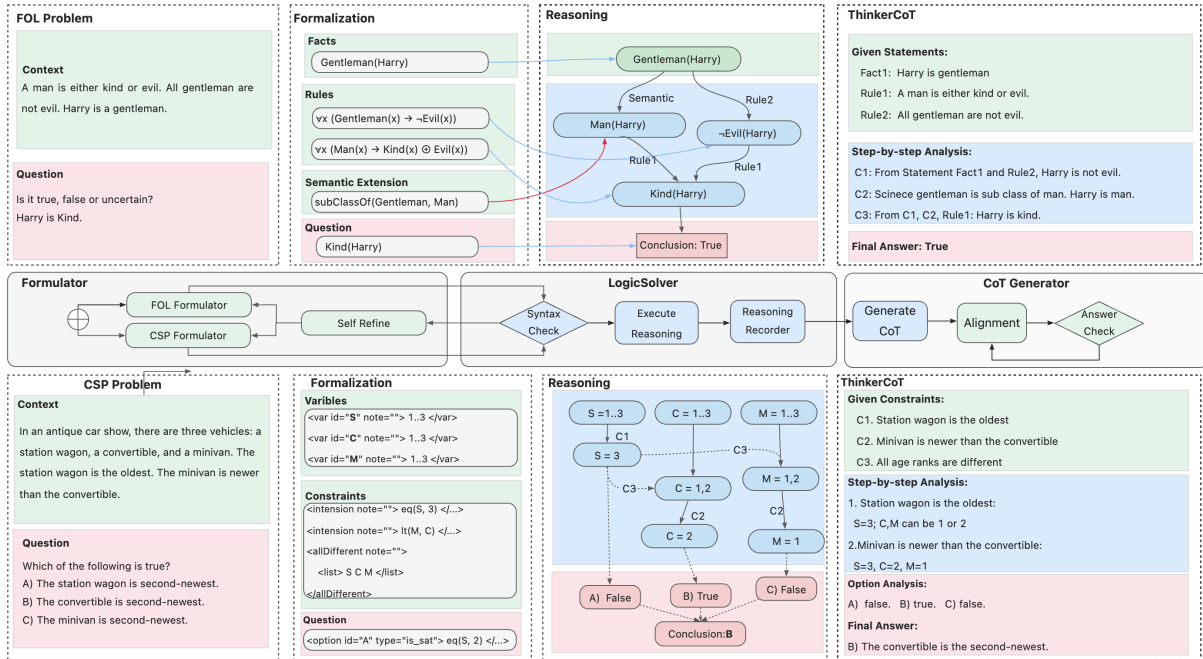 FOL Problem
Context
A man is either kind or evil. All gentleman are
not evil. Harry is a gentleman.
Question
Is it true, false or uncertain?
Harry is Kind.
Formalization
Facts
Gentleman(Harry)
Rules
∀x (Gentleman(x) → ¬Evil(x))
∀x (Man(x) → Kind(x) ⊕ Evil(x))
Semantic Extension
subClassOf(Gentleman, Man)
Question
Kind(Harry)
Reasoning
Gentleman(Harry)
Semantic
Rule2
Man(Harry)
¬Evil(Harry)
Rule1
Rule1
Kind(Harry)
Conclusion: True
ThinkerCoT
Given Statements:
Fact1: Harry is gentleman
Rule1: A man is either kind or evil.
Rule2: All gentleman are not evil.
Step-by-step Analysis:
C1: From Statement Fact1 and Rule2, Harry is not evil.
C2: Scinece gentleman is sub class of man. Harry is man.
C3: From C1, C2, Rule1: Harry is kind.
Final Answer: True
Formulator
FOL Formulator
CSP Formulator
Self Refine
LogicSolver
Syntax
Check
Execute
Reasoning
Reasoning
Recorder
CoT Generator
Generate
CoT
Alignment
Answer
Check
CSP Problem
Context
In an antique car show, there are three vehicles: a
station wagon, a convertible, and a minivan. The
station wagon is the oldest. The minivan is newer
than the convertible.
Question
Which of the following is true?
A) The station wagon is second-newest.
B) The convertible is second-newest.
C) The minivan is second-newest.
Formalization
Varibles
<var id="S" note=""> 1..3 </var>
<var id="C" note=""> 1..3 </var>
<var id="M" note=""> 1..3 </var>
Constraints
<intension note=""> eq(S, 3) </...>
<intension note=""> lt(M, C) </...>
<allDifferent note="">
<list> S C M </list>
</allDifferent>
Question
<option id="A" type="is_sat"> eq(S, 2) </...>
Reasoning
S =1..3
C = 1..3
M = 1..3
C1
S = 3
C3
C3
C = 1,2
M = 1,2
C2
C2
C = 2
M = 1
A) False
B) True
C) False
Conclusion:B
ThinkerCoT
Given Constraints:
C1. Station wagon is the oldest
C2. Minivan is newer than the convertible
C3. All age ranks are different
Step-by-step Analysis:
1. Station wagon is the oldest:
S=3; C,M can be 1 or 2
2.Minivan is newer than the convertible:
S=3, C=2, M=1
Option Analysis:
A) false. B) true. C) false.
Final Answer:
B) The convertible is the second-newest.